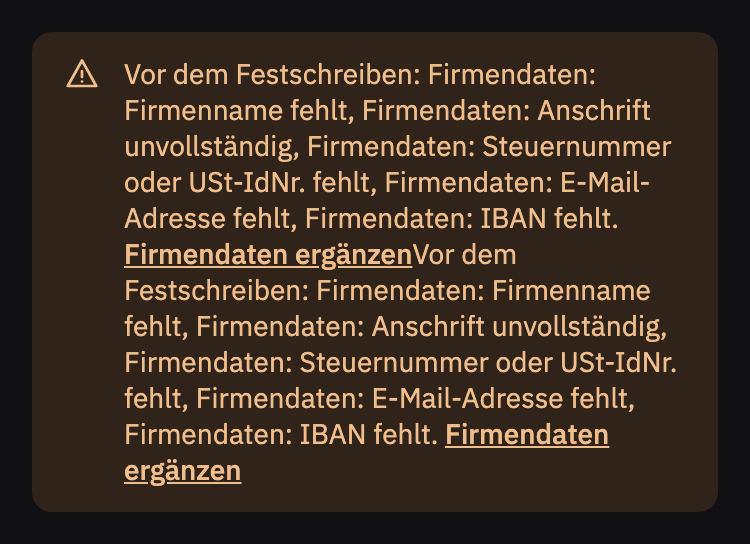 Vor dem Festschreiben: Firmendaten:
Firmenname fehlt, Firmendaten: Anschrift
unvollständig, Firmendaten: Steuernummer
oder USt-IdNr. fehlt, Firmendaten: E-Mail-
Adresse fehlt, Firmendaten: IBAN fehlt.
Firmendaten ergänzenVor dem
Festschreiben: Firmendaten: Firmenname
fehlt, Firmendaten: Anschrift unvollständig,
Firmendaten: Steuernummer oder USt-IdNr.
fehlt, Firmendaten: E-Mail-Adresse fehlt,
Firmendaten: IBAN fehlt. Firmendaten
ergänzen